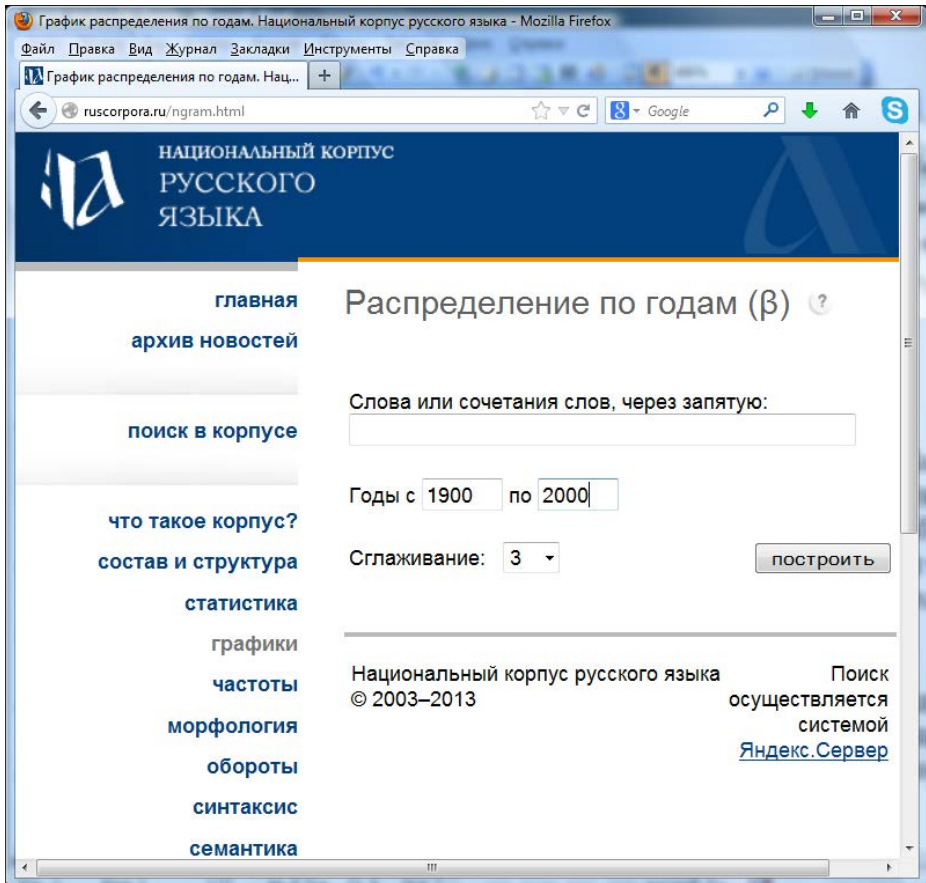 График распределения по годам. Национальный корпус русского языка - Mozilla Firefox
Файл Правка Вид Журнал Закладки Инструменты Справка
График распределения по годам. Нац... +
ruscorpora.ru/ngram.html Google
НАЦИОНАЛЬНЫЙ КОРПУС
РУССКОГО
ЯЗЫКА
главная
архив новостей
поиск в корпусе
что такое корпус?
состав и структура
статистика
графики
частоты
морфология
обороты
синтаксис
семантика
Распределение по годам (β) ?
Слова или сочетания слов, через запятую:
Годы с 1900 по 2000
Сглаживание: 3 построить
Национальный корпус русского языка
© 2003–2013
Поиск
осуществляется
системой
Яндекс.Сервер